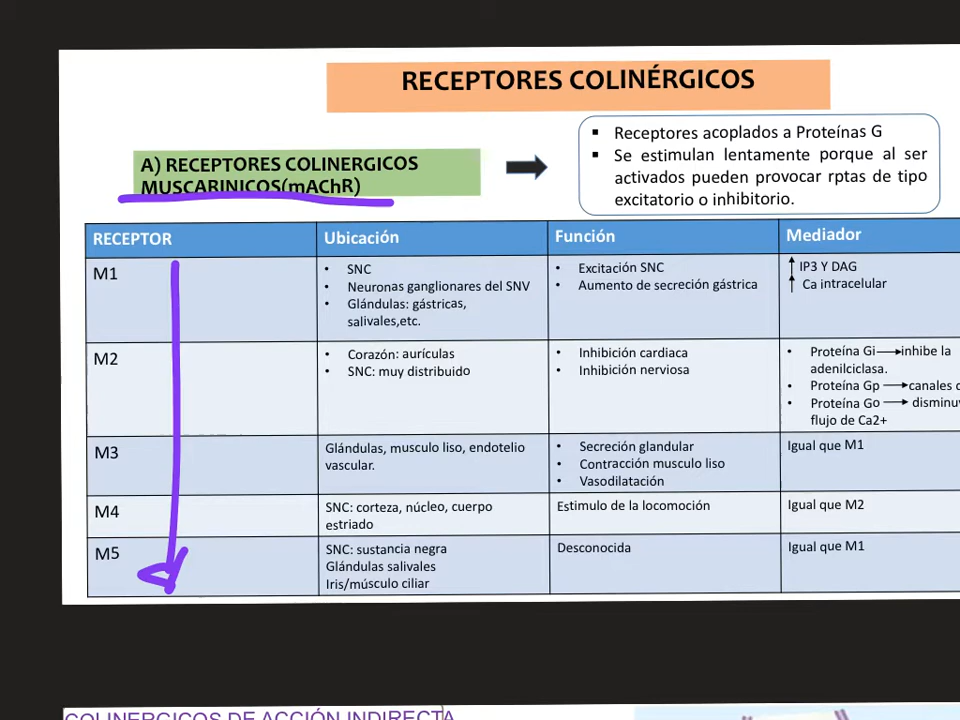 RECEPTORES COLINÉRGICOS
A) RECEPTORES COLINERGICOS
MUSCARINICOS(mAChR)
▪ Receptores acoplados a Proteínas G
▪ Se estimulan lentamente porque al ser
activados pueden provocar rptas de tipo
excitatorio o inhibitorio.
RECEPTOR Ubicación Función Mediador
M1
• SNC
• Neuronas ganglionares del SNV
• Glándulas: gástricas,
salivales,etc.
• Excitación SNC
• Aumento de secreción gástrica
IP3 Y DAG
Ca intracelular
M2
• Corazón: aurículas
• SNC: muy distribuido
• Inhibición cardiaca
• Inhibición nerviosa
• Proteína Gi inhibe la
adenilciclasa.
• Proteína Gp canales
• Proteína Go
flujo de Ca2+
M3
Glándulas, musculo liso, endotelio
vascular.
• Secreción glandular
• Contracción musculo liso
• Vasodilatación
Igual que M1
M4
SNC: corteza, núcleo, cuerpo
estriado
Estimulo de la locomoción
Igual que M2
M5
SNC: sustancia negra
Glándulas salivales
Iris/músculo ciliar
Desconocida
Igual que M1
COLINERGICOS DE ACCIÓN INDIRECTA